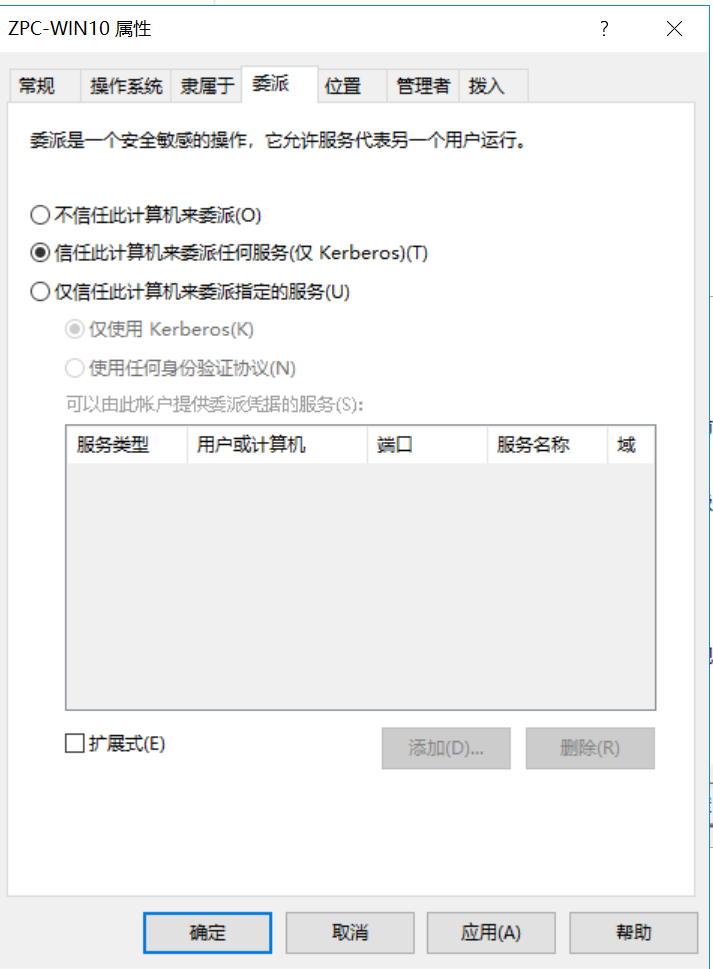 ZPC-WIN10 属性
常规 操作系统 隶属于 委派 位置 管理者 拨入
委派是一个安全敏感的操作，它允许服务代表另一个用户运行。
不信任此计算机来委派(O)
信任此计算机来委派任何服务(仅 Kerberos)(T)
仅信任此计算机来委派指定的服务(U)
仅使用 Kerberos(K)
使用任何身份验证协议(N)
可以由此帐户提供委派凭据的服务(S):
服务类型 用户或计算机 端口 服务名称 域
扩展式(E) 添加(D)... 删除(R)
确定 取消 应用(A) 帮助